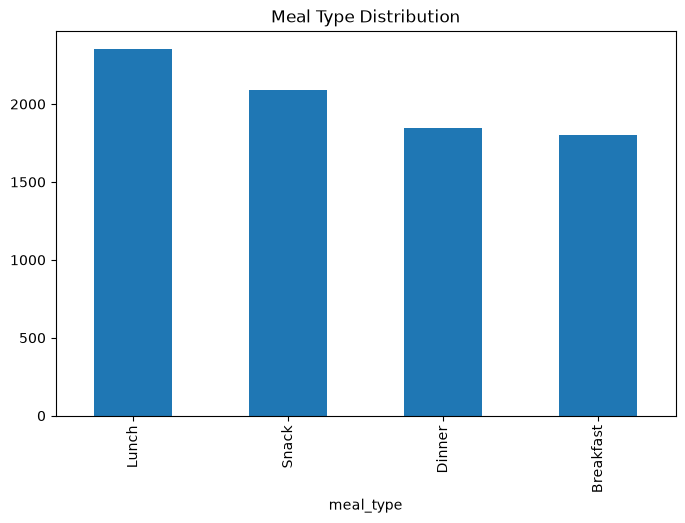 Meal Type Distribution
2000
1500
1000
500
0
Lunch
Snack
Dinner
Breakfast
meal_type